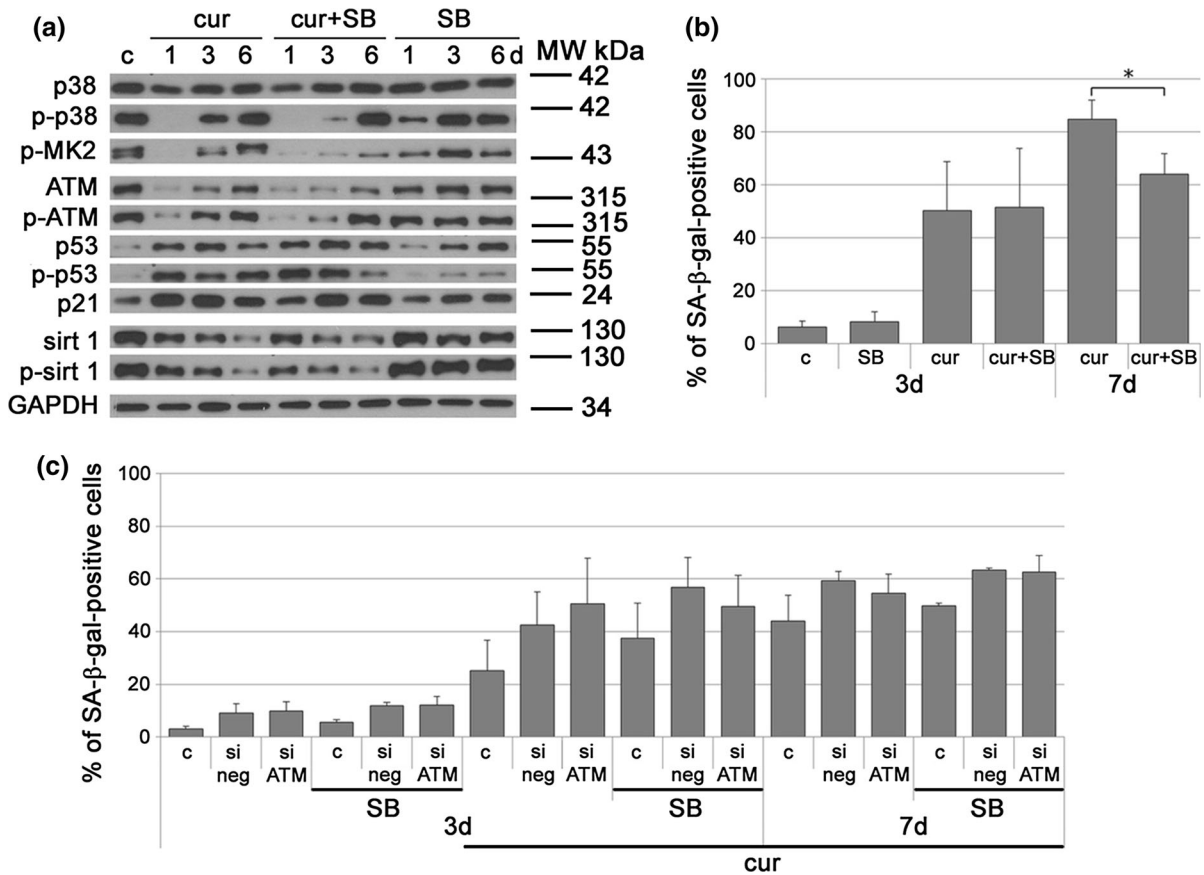 (a)
cur cur+SB SB
c 1 3 6 1 3 6 1 3 6 d MW kDa
p38 42
p-p38 42
p-MK2 43
ATM 315
p-ATM 315
p53 55
p-p53 55
p21 24
sirt 1 130
p-sirt 1 130
GAPDH 34
(b)
% of SA-β-gal-positive cells
100
80
60
40
20
0
*
c SB cur cur+SB cur cur+SB
3d 7d
(c)
% of SA-β-gal-positive cells
100
80
60
40
20
0
c si si c si si c si si c si si c si si c si si
neg ATM neg ATM neg ATM neg ATM neg ATM neg ATM
SB SB SB
3d 7d
cur